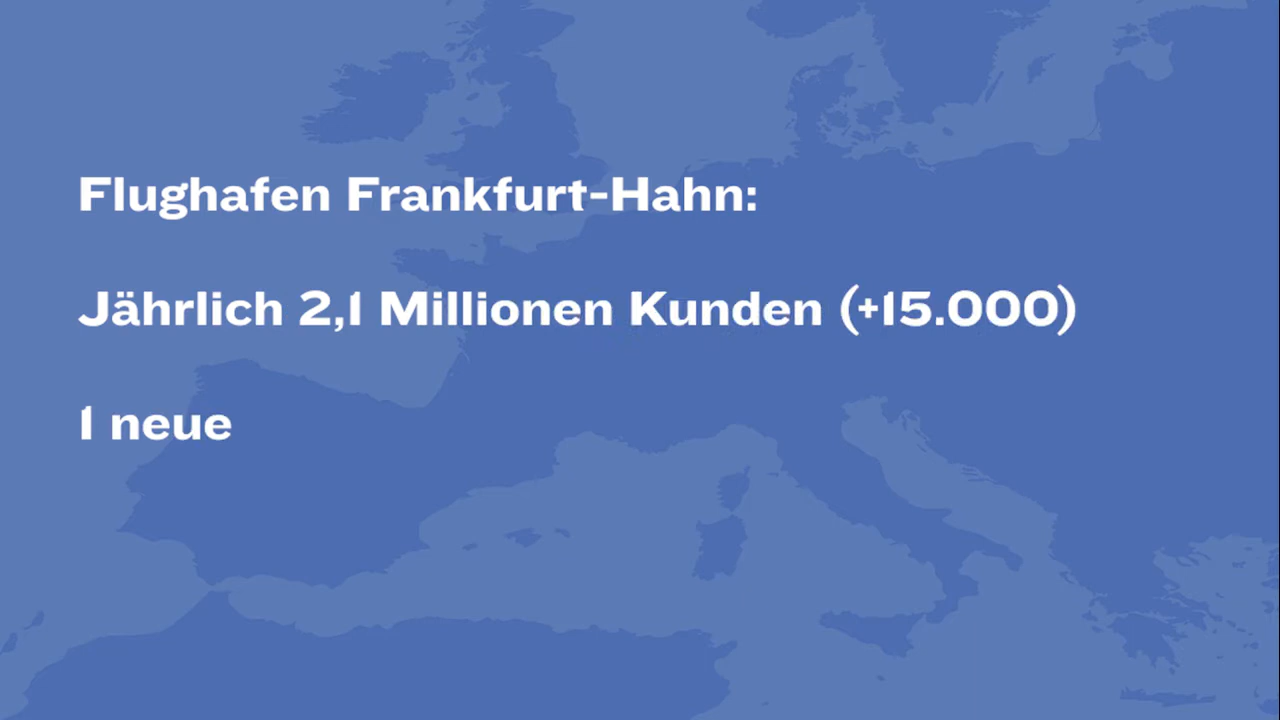 Flughafen Frankfurt-Hahn:
Jährlich 2,1 Millionen Kunden (+15.000)
1 neue